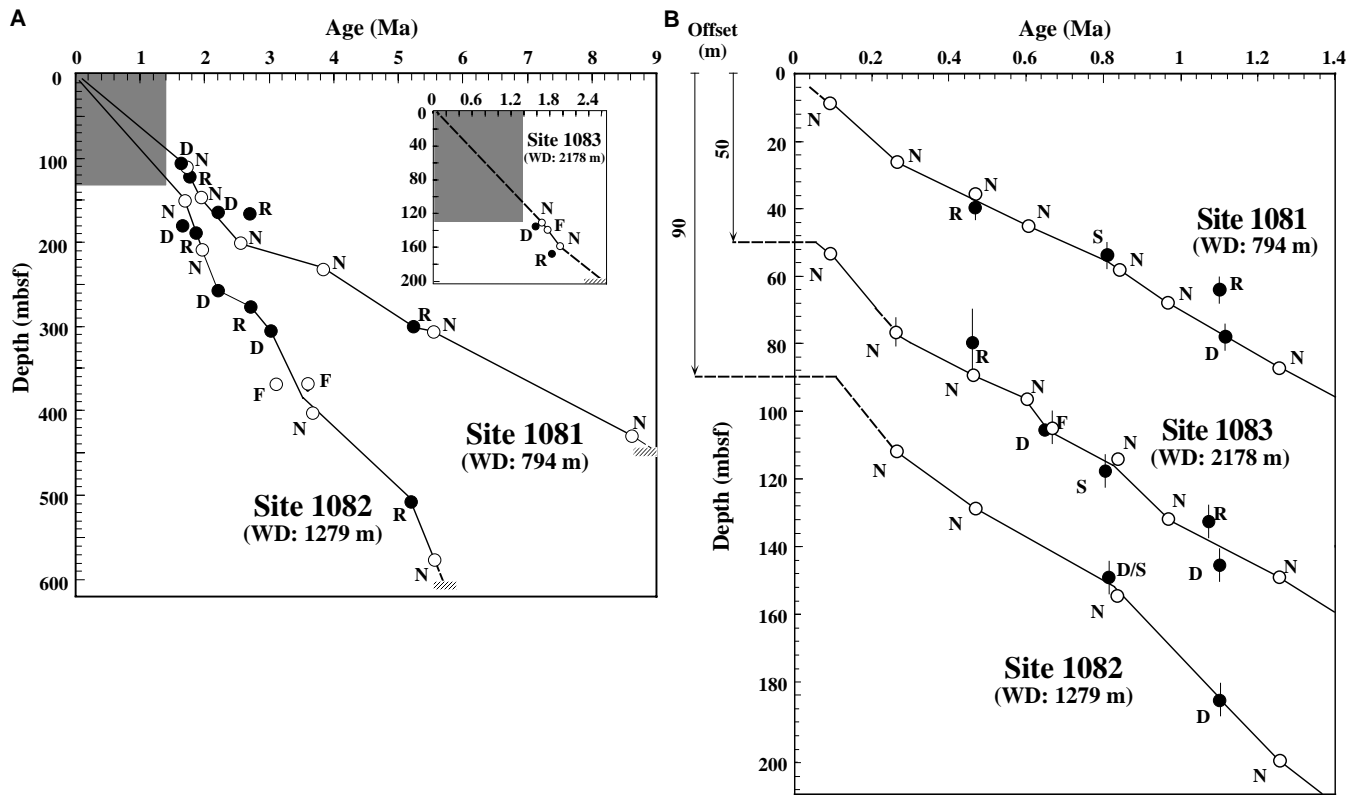 A
Age (Ma)
0 1 2 3 4 5 6 7 8 9
Depth (mbsf)
0
100
200
300
400
500
600
D
N
R
N
D
R
N
N
R
N
N
N
D
R
N
D
R
D
F
F
N
R
N
Site 1081
(WD: 794 m)
Site 1082
(WD: 1279 m)
0 0.6 1.2 1.8 2.4
0
40
80
120
160
200
Site 1083
(WD: 2178 m)
N
F
D
N
R
B
Offset
(m)
50
90
Age (Ma)
0 0.2 0.4 0.6 0.8 1 1.2 1.4
Depth (mbsf)
0
20
40
60
80
100
120
140
160
180
200
N
N
N
R
N
S
N
R
N
D
N
Site 1081
(WD: 794 m)
N
N
R
N
N
F
D
N
S
N
R
D
N
Site 1083
(WD: 2178 m)
N
N
D/S
N
D
N
Site 1082
(WD: 1279 m)